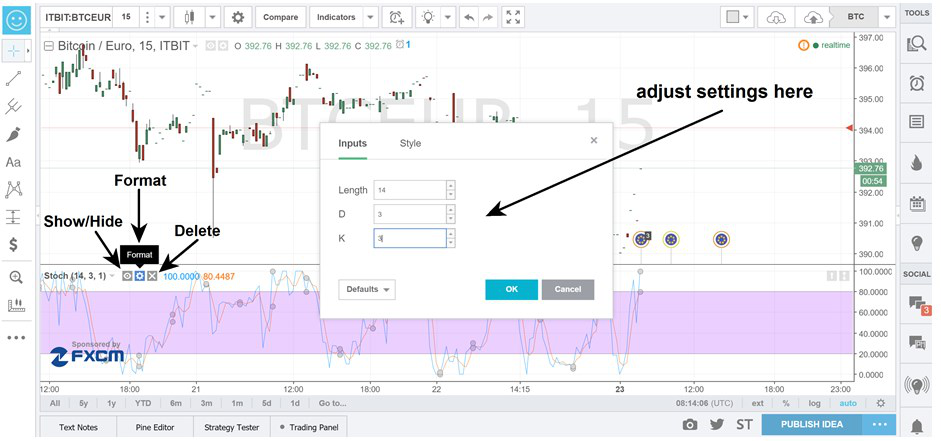 ITBIT:BTCEUR 15 Compare Indicators BTC TOOLS
Bitcoin / Euro, 15, ITBIT O 392.76 H 392.76 L 392.76 C 392.76 1 realtime
397.00
396.00
395.00
394.00
393.00
392.76
00:54
391.00
390.00
BTCEUR, 15
adjust settings here
Inputs Style
Length 14
D 3
K 3
Defaults OK Cancel
Format
Show/Hide
Delete
Format
3
Stoch (14, 3, 1) 100.0000 80.4487
100.0000
80.0000
60.0000
40.0000
20.0000
0.0000
Sponsored by
FXCM
12:00 18:00 21 12:00 18:00 22 14:15 23 12:00 18:00 23:00
All 5y 1y YTD 6m 3m 1m 5d 1d Go to... 08:14:06 (UTC) ext % log auto
Text Notes Pine Editor Strategy Tester Trading Panel ST PUBLISH IDEA
Aa
$
SOCIAL
3